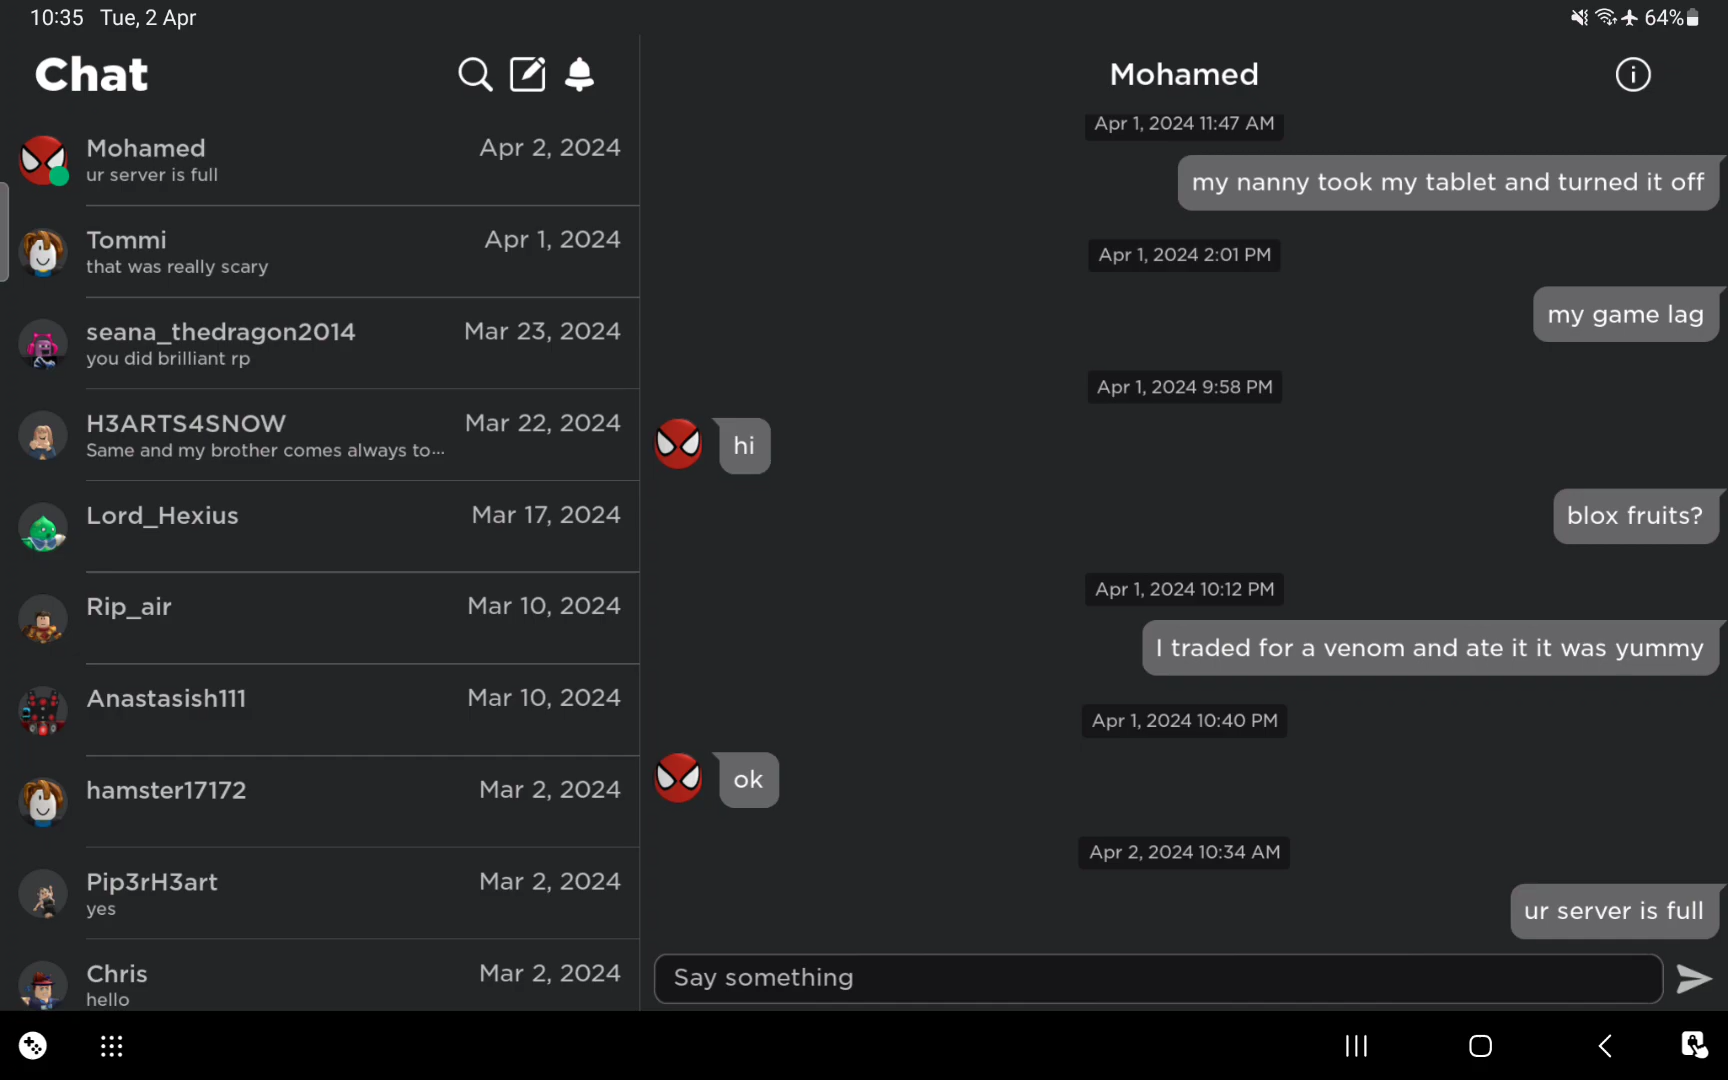 10:35 Tue, 2 Apr
64%
Chat
Mohamed
Apr 2, 2024
ur server is full
Tommi
Apr 1, 2024
that was really scary
seana_thedragon2014
Mar 23, 2024
you did brilliant rp
H3ARTS4SNOW
Mar 22, 2024
Same and my brother comes always to...
Lord_Hexius
Mar 17, 2024
Rip_air
Mar 10, 2024
Anastasish111
Mar 10, 2024
hamster17172
Mar 2, 2024
Pip3rH3art
Mar 2, 2024
yes
Chris
Mar 2, 2024
hello
Mohamed
Apr 1, 2024 11:47 AM
my nanny took my tablet and turned it off
Apr 1, 2024 2:01 PM
my game lag
Apr 1, 2024 9:58 PM
hi
blox fruits?
Apr 1, 2024 10:12 PM
I traded for a venom and ate it it was yummy
Apr 1, 2024 10:40 PM
ok
Apr 2, 2024 10:34 AM
ur server is full
Say something